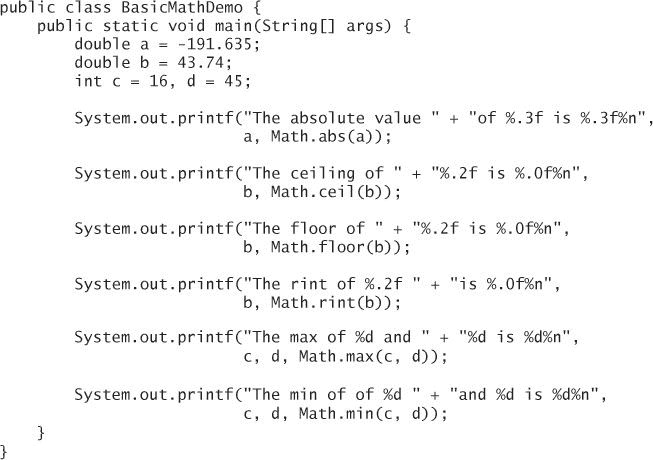 public class BasicMathDemo {
    public static void main(String[] args) {
        double a = -191.635;
        double b = 43.74;
        int c = 16, d = 45;

        System.out.printf("The absolute value " + "of %.3f is %.3f%n",
                          a, Math.abs(a));

        System.out.printf("The ceiling of " + "%.2f is %.0f%n",
                          b, Math.ceil(b));

        System.out.printf("The floor of " + "%.2f is %.0f%n",
                          b, Math.floor(b));

        System.out.printf("The rint of %.2f " + "is %.0f%n",
                          b, Math.rint(b));

        System.out.printf("The max of %d and " + "%d is %d%n",
                          c, d, Math.max(c, d));

        System.out.printf("The min of of %d " + "and %d is %d%n",
                          c, d, Math.min(c, d));
    }
}